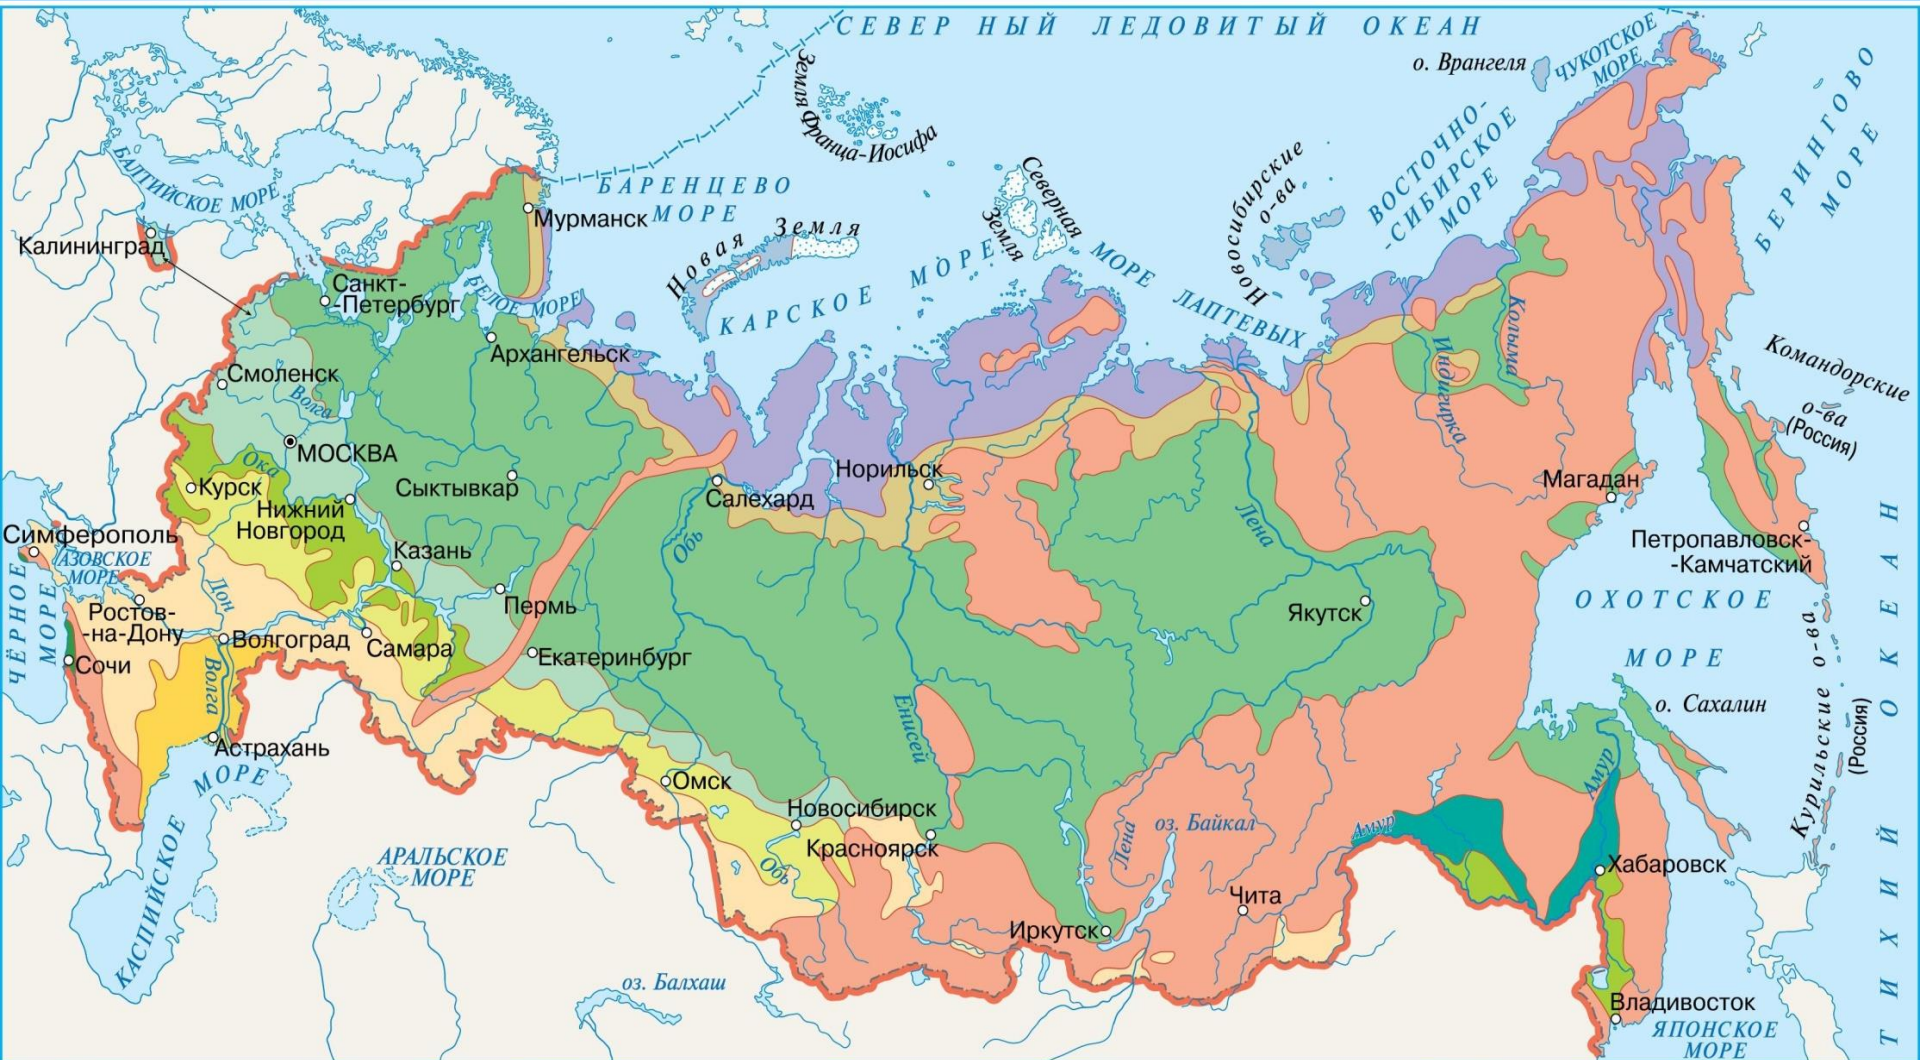 СЕВЕРНЫЙ ЛЕДОВИТЫЙ ОКЕАН
ЧУКОТСКОЕ
МОРЕ
о. Врангеля
Земля Франца-Иосифа
БЕРИНГОВО
МОРЕ
ВОСТОЧНО-
-СИБИРСКОЕ
МОРЕ
Новосибирские
о-ва
Северная
Земля
БАЛТИЙСКОЕ МОРЕ
БАРЕНЦЕВО
МОРЕ
Мурманск
Новая Земля
КАРСКОЕ МОРЕ
МОРЕ ЛАПТЕВЫХ
Калининград
Санкт-
-Петербург
БЕЛОЕ МОРЕ
Архангельск
Колыма
Индигирка
Командорские
о-ва
(Россия)
Смоленск
Волга
МОСКВА
Ока
Курск
Сыктывкар
Нижний
Новгород
Салехард
Норильск
Магадан
Лена
Обь
Симферополь
АЗОВСКОЕ
МОРЕ
ЧЁРНОЕ
МОРЕ
Казань
Пермь
Дон
Ростов-
-на-Дону
Волгоград
Самара
Сочи
Волга
Екатеринбург
Якутск
Петропавловск-
-Камчатский
ОХОТСКОЕ
МОРЕ
о. Сахалин
Курильские о-ва
(Россия)
ТИХИЙ ОКЕАН
Астрахань
КАСПИЙСКОЕ МОРЕ
Енисей
Омск
Новосибирск
Красноярск
Обь
АРАЛЬСКОЕ
МОРЕ
оз. Балхаш
Лена
оз. Байкал
Иркутск
Чита
Амур
Амур
Хабаровск
Владивосток
ЯПОНСКОЕ
МОРЕ